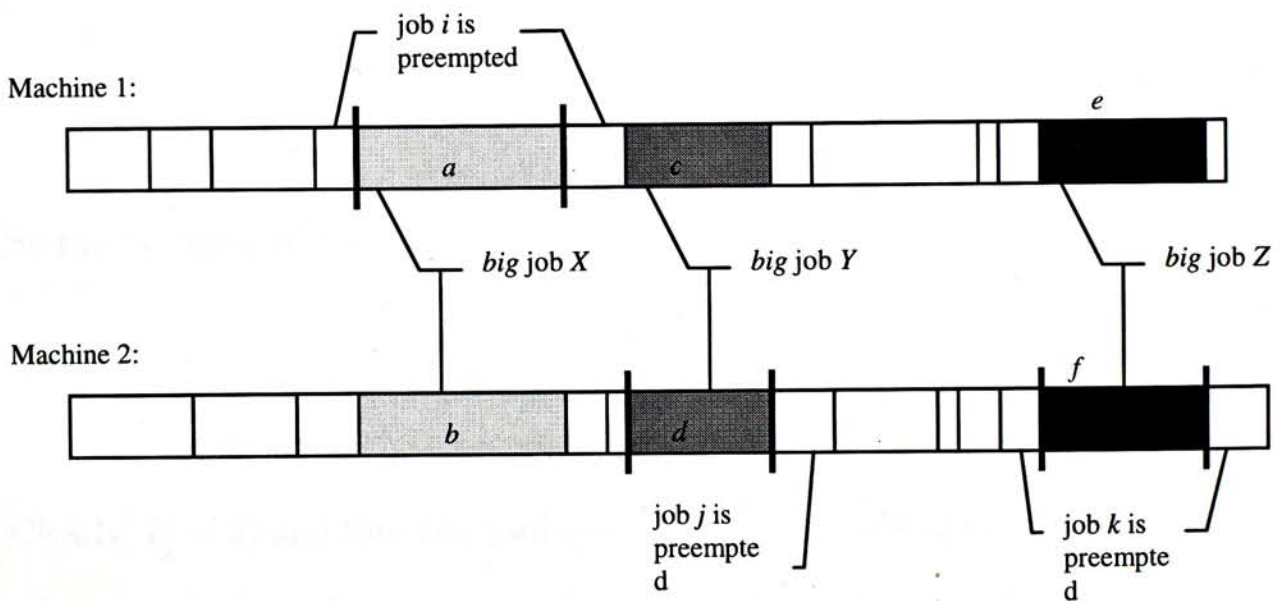 job i is
preempted
Machine 1:
e
a
c
big job X
big job Y
big job Z
Machine 2:
f
b
d
job j is
preempte
d
job k is
preempte
d